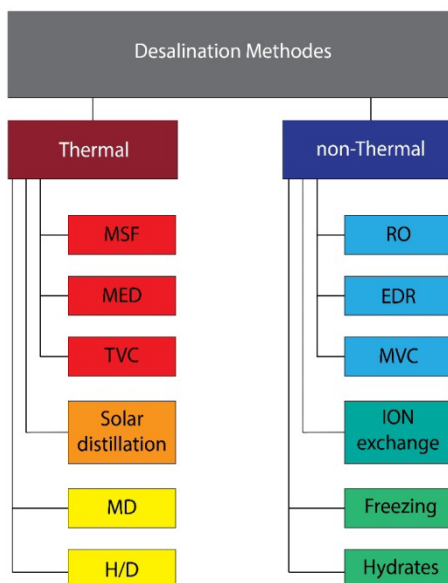 Desalination Methodes
Thermal
non-Thermal
MSF
RO
MED
EDR
TVC
MVC
Solar
distillation
ION
exchange
MD
Freezing
H/D
Hydrates